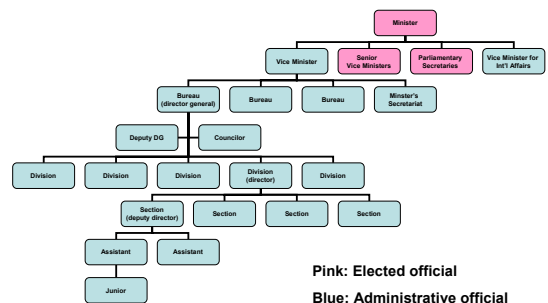 Minister
Vice Minister
Senior
Vice Ministers
Parliamentary
Secretaries
Vice Minister for
Int'l Affairs
Bureau
(director general)
Bureau
Bureau
Minster's
Secretariat
Deputy DG
Councilor
Division
Division
Division
Division
(director)
Division
Section
(deputy director)
Section
Section
Section
Assistant
Assistant
Junior
Pink: Elected official
Blue: Administrative official